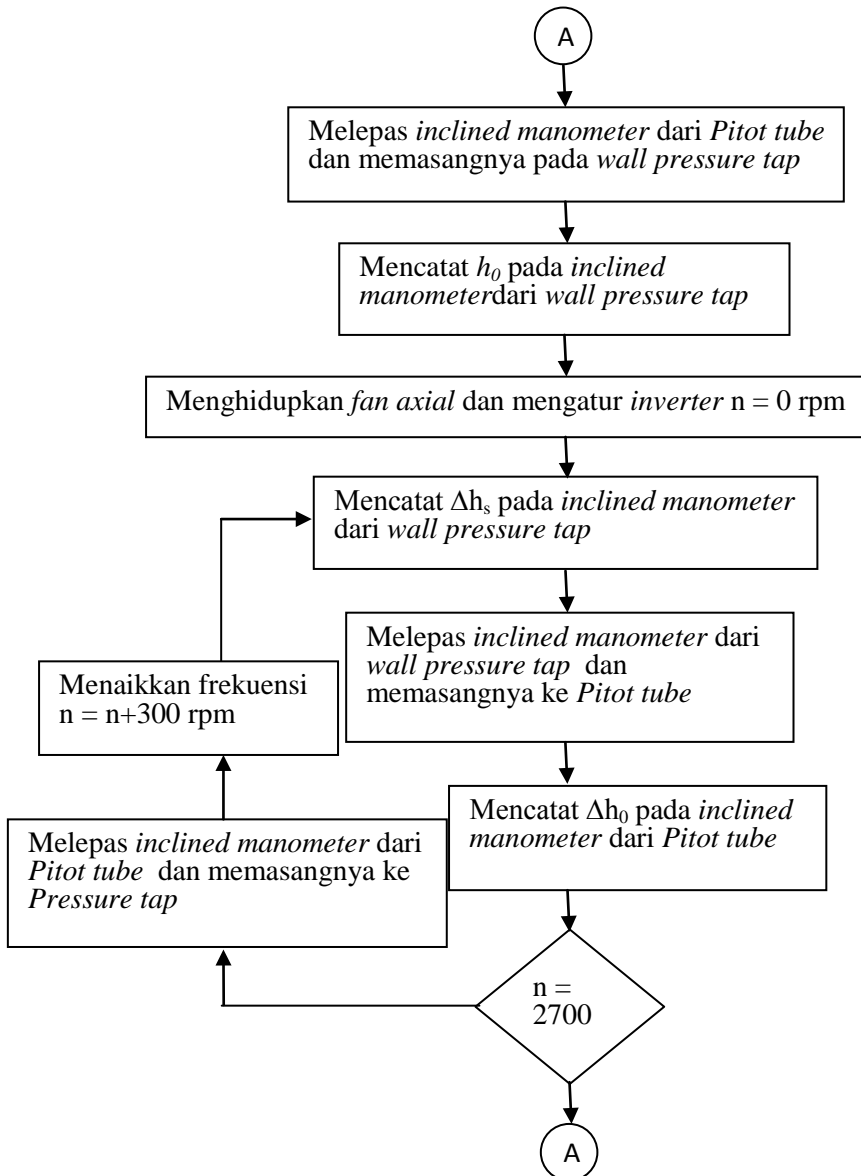 A
Melepas inclined manometer dari Pitot tube
dan memasangnya pada wall pressure tap
Mencatat h₀ pada inclined
manometerdari wall pressure tap
Menghidupkan fan axial dan mengatur inverter n = 0 rpm
Mencatat Δhₛ pada inclined manometer
dari wall pressure tap
Melepas inclined manometer dari
wall pressure tap dan
memasangnya ke Pitot tube
Menaikkan frekuensi
n = n+300 rpm
Mencatat Δh₀ pada inclined
manometer dari Pitot tube
Melepas inclined manometer dari
Pitot tube dan memasangnya ke
Pressure tap
n =
2700
A